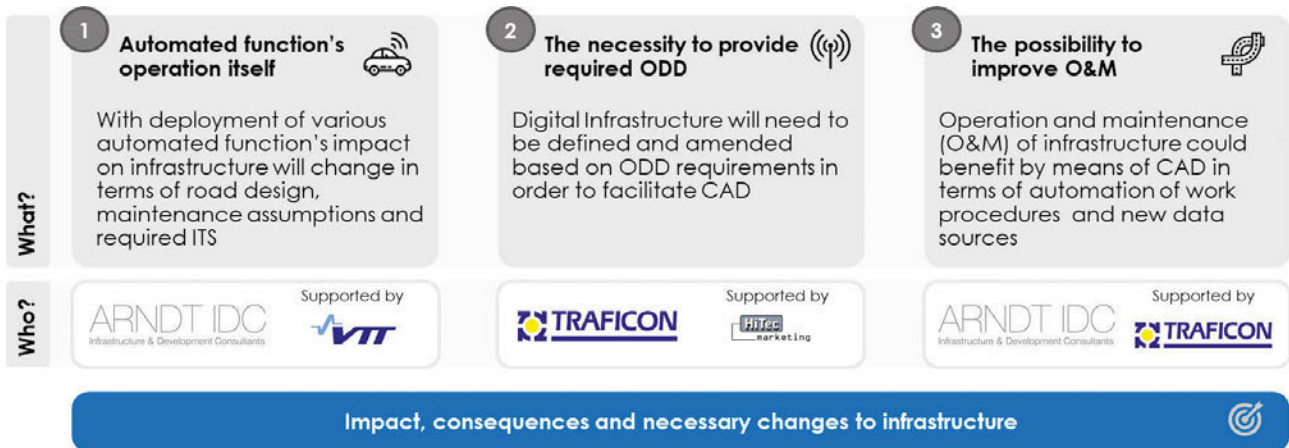 1
Automated function's
operation itself
With deployment of various
automated function's impact
on infrastructure will change in
terms of road design,
maintenance assumptions and
required ITS
2
The necessity to provide
required ODD
Digital Infrastructure will need to
be defined and amended
based on ODD requirements in
order to facilitate CAD
3
The possibility to
improve O&M
Operation and maintenance
(O&M) of infrastructure could
benefit by means of CAD in
terms of automation of work
procedures and new data
sources
What?
Who?
ARNDT IDC
Infrastructure & Development Consultants
Supported by
VTT
TRAFICON
Supported by
HiTec
marketing
ARNDT IDC
Infrastructure & Development Consultants
Supported by
TRAFICON
Impact, consequences and necessary changes to infrastructure